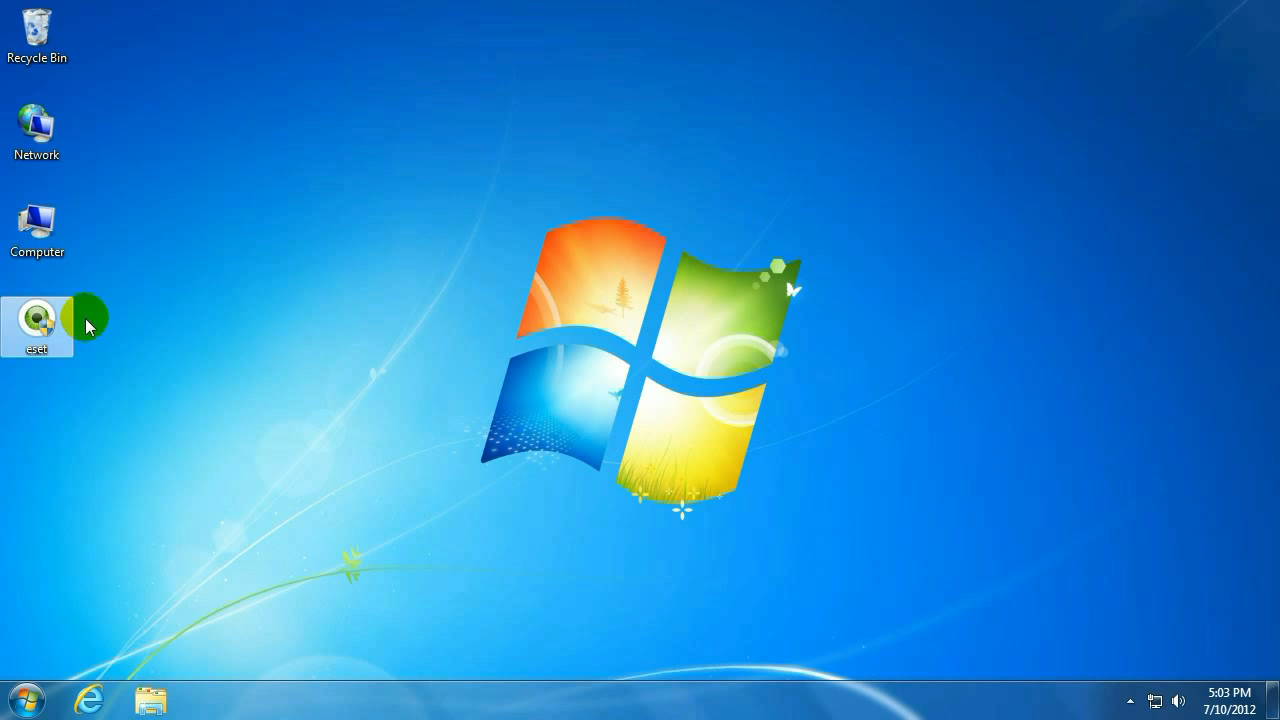 Recycle Bin
Network
Computer
eset
5:03 PM
7/10/2012